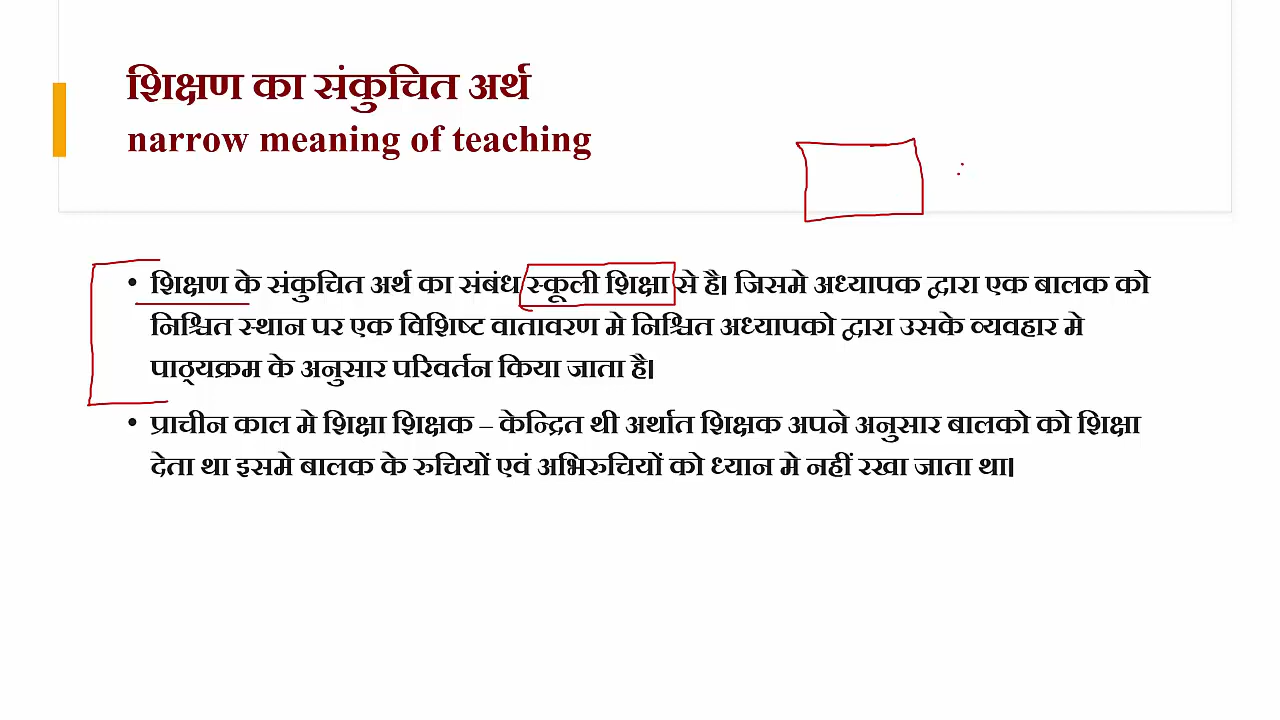 शिक्षण का संकुचित अर्थ
narrow meaning of teaching
• शिक्षण के संकुचित अर्थ का संबंध स्कूली शिक्षा से है। जिसमे अध्यापक द्वारा एक बालक को
निश्चित स्थान पर एक विशिष्ट वातावरण मे निश्चित अध्यापको द्वारा उसके व्यवहार मे
पाठ्यक्रम के अनुसार परिवर्तन किया जाता है।
• प्राचीन काल मे शिक्षा शिक्षक – केन्द्रित थी अर्थात शिक्षक अपने अनुसार बालको को शिक्षा
देता था इसमे बालक के रुचियों एवं अभिरुचियों को ध्यान मे नहीं रखा जाता था।